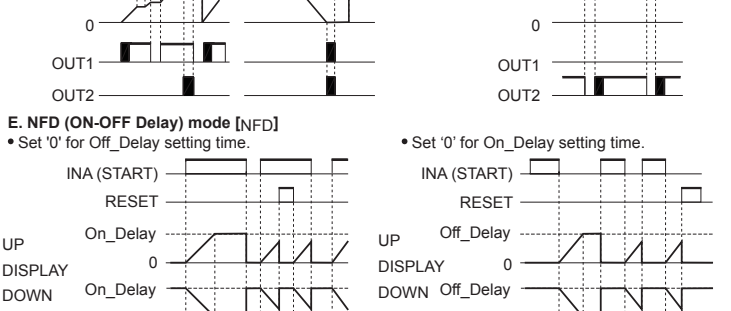 0
OUT1
OUT2
0
OUT1
OUT2
E. NFD (ON-OFF Delay) mode [NFD]
• Set '0' for Off_Delay setting time.
INA (START)
RESET
UP
On_Delay
DISPLAY
0
DOWN
On_Delay
• Set ‘0’ for On_Delay setting time.
INA (START)
RESET
UP
Off_Delay
DISPLAY
0
DOWN
Off_Delay